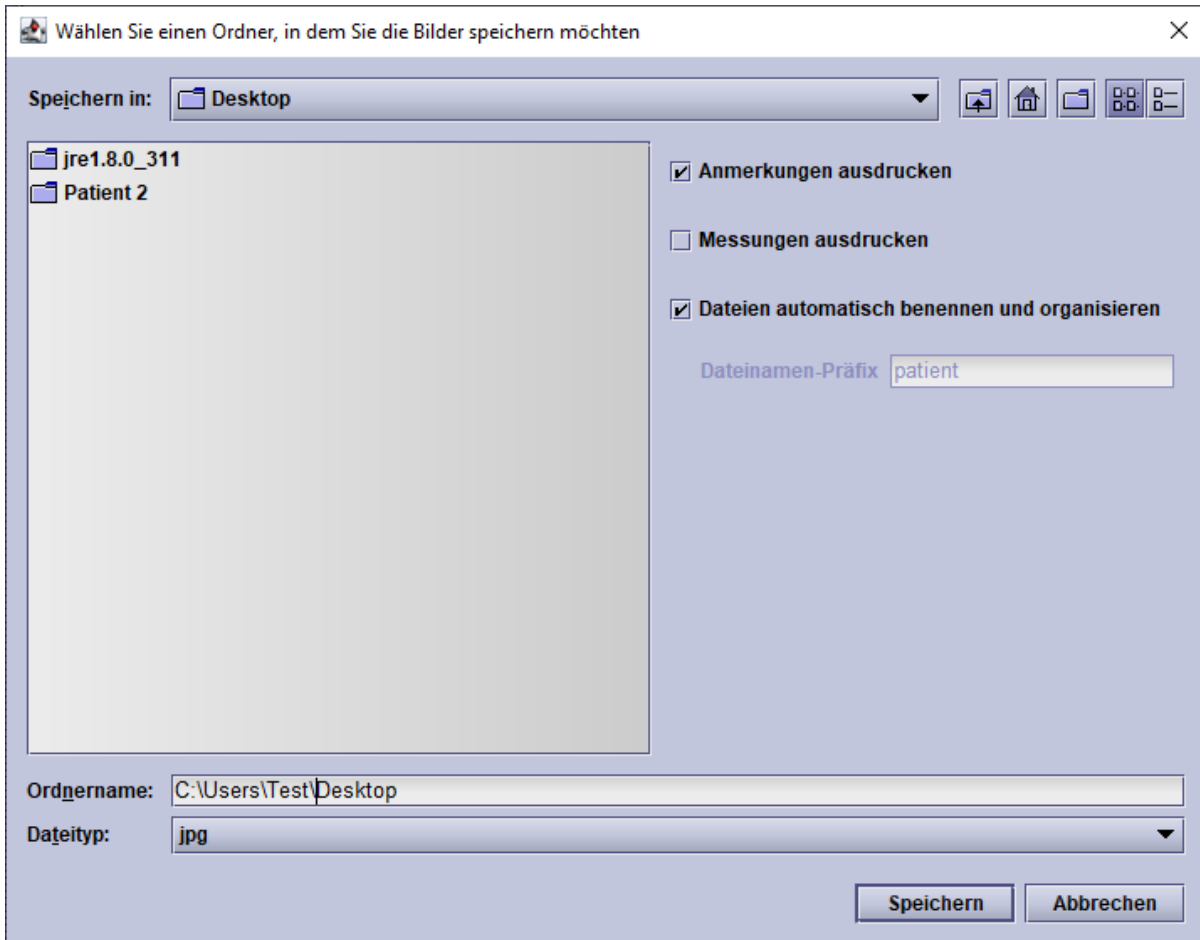 Wählen Sie einen Ordner, in dem Sie die Bilder speichern möchten
Speichern in: Desktop
jre1.8.0_311
Patient 2
Anmerkungen ausdrucken
Messungen ausdrucken
Dateien automatisch benennen und organisieren
Dateinamen-Präfix patient
Ordnername: C:\Users\Test\Desktop
Dateityp: jpg
Speichern Abbrechen